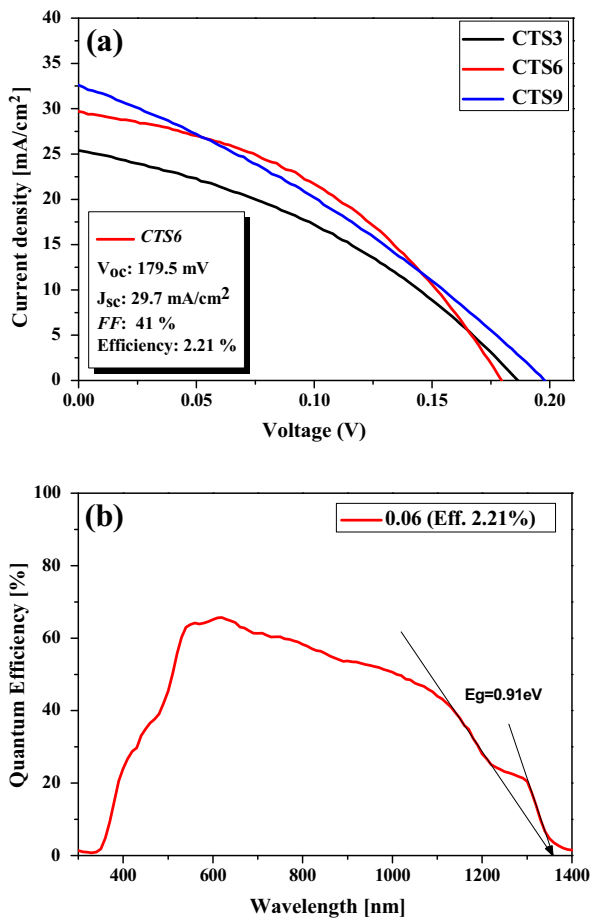 (a)
CTS3
CTS6
CTS9
40
35
30
25
20
15
10
5
0
Current density [mA/cm²]
CTS6
Voc: 179.5 mV
Jsc: 29.7 mA/cm²
FF: 41 %
Efficiency: 2.21 %
0.00 0.05 0.10 0.15 0.20
Voltage (V)
(b)
0.06 (Eff. 2.21%)
100
80
60
40
20
0
Quantum Efficiency [%]
Eg=0.91eV
400 600 800 1000 1200 1400
Wavelength [nm]